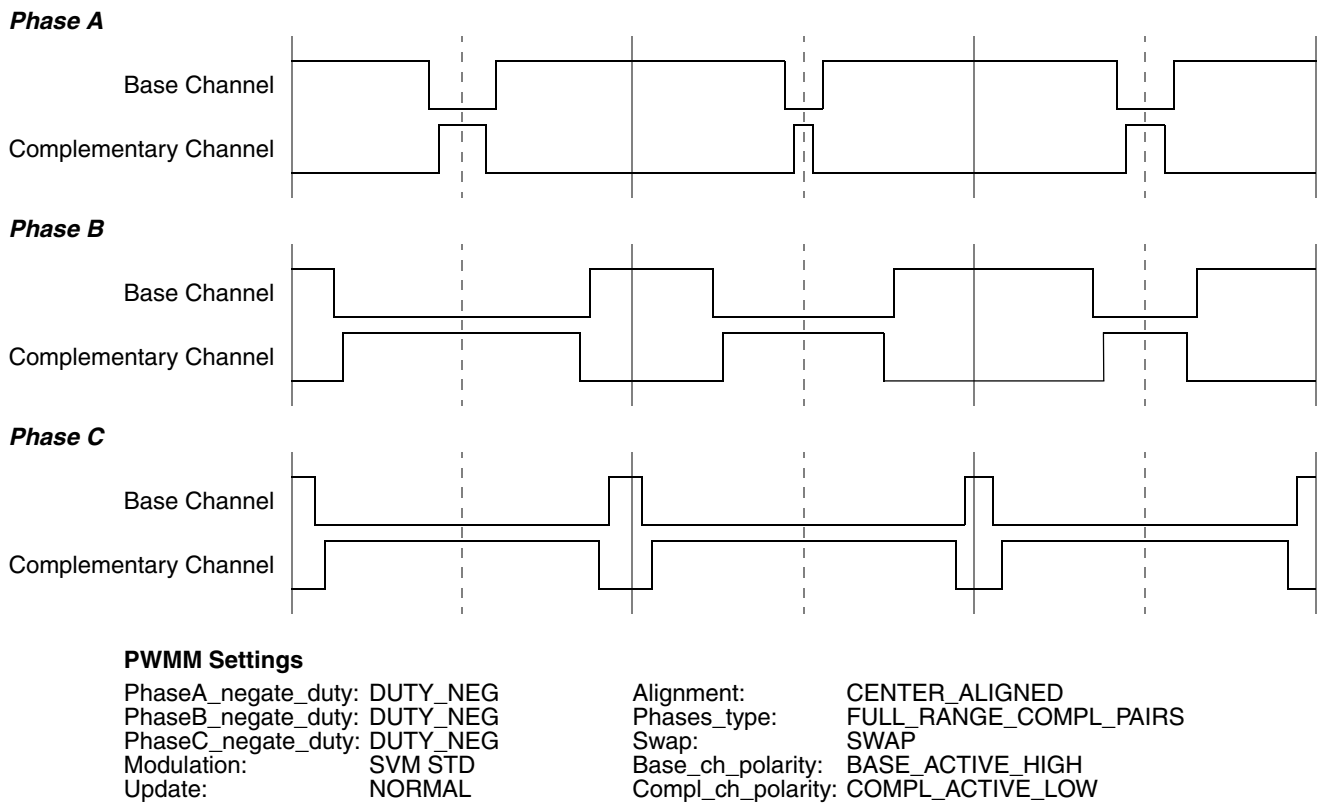 Phase A
Base Channel
Complementary Channel
Phase B
Base Channel
Complementary Channel
Phase C
Base Channel
Complementary Channel
PWMM Settings
PhaseA_negate_duty: DUTY_NEG
PhaseB_negate_duty: DUTY_NEG
PhaseC_negate_duty: DUTY_NEG
Modulation: SVM STD
Update: NORMAL
Alignment: CENTER_ALIGNED
Phases_type: FULL_RANGE_COMPL_PAIRS
Swap: SWAP
Base_ch_polarity: BASE_ACTIVE_HIGH
Compl_ch_polarity: COMPL_ACTIVE_LOW